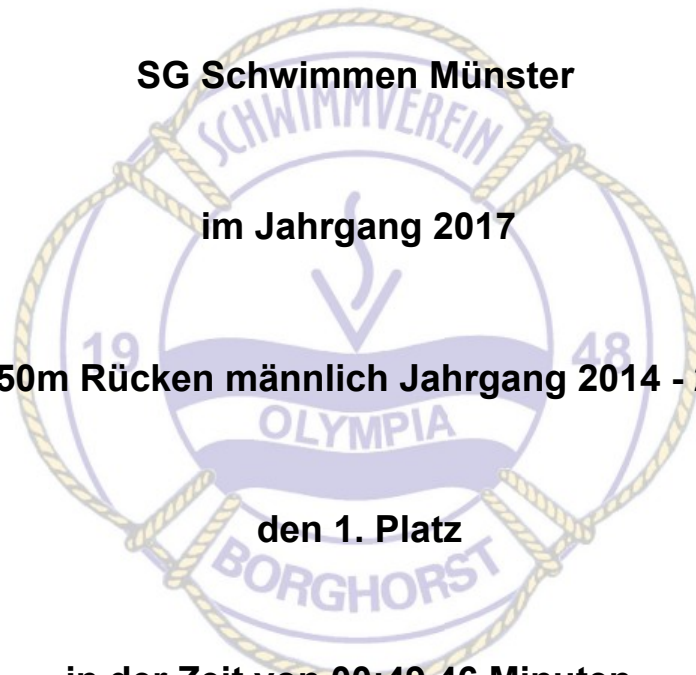 SG Schwimmen Münster
SCHWIMMVEREIN
im Jahrgang 2017
19 48
50m Rücken männlich Jahrgang 2014 -
OLYMPIA
den 1. Platz
BORGHORST
in der Zeit von 00:49,46 Minuten